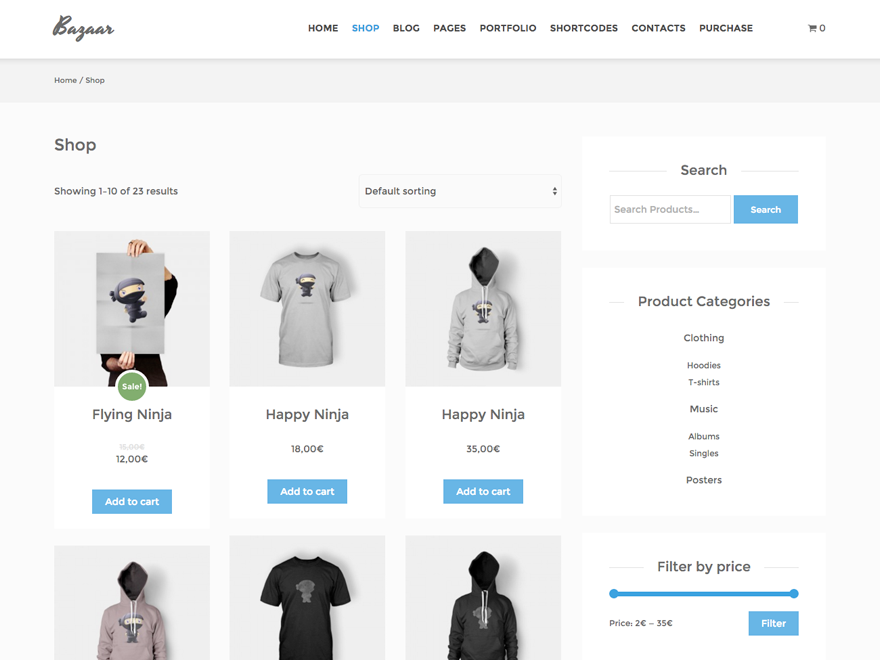 Bazaar
HOME SHOP BLOG PAGES PORTFOLIO SHORTCODES CONTACTS PURCHASE 0
Home / Shop
Shop
Showing 1–10 of 23 results
Default sorting
Sale!
Flying Ninja
15,00€
12,00€
Add to cart
Happy Ninja
18,00€
Add to cart
Happy Ninja
35,00€
Add to cart
Search
Search Products...
Search
Product Categories
Clothing
Hoodies
T-shirts
Music
Albums
Singles
Posters
Filter by price
Price: 2€ — 35€
Filter